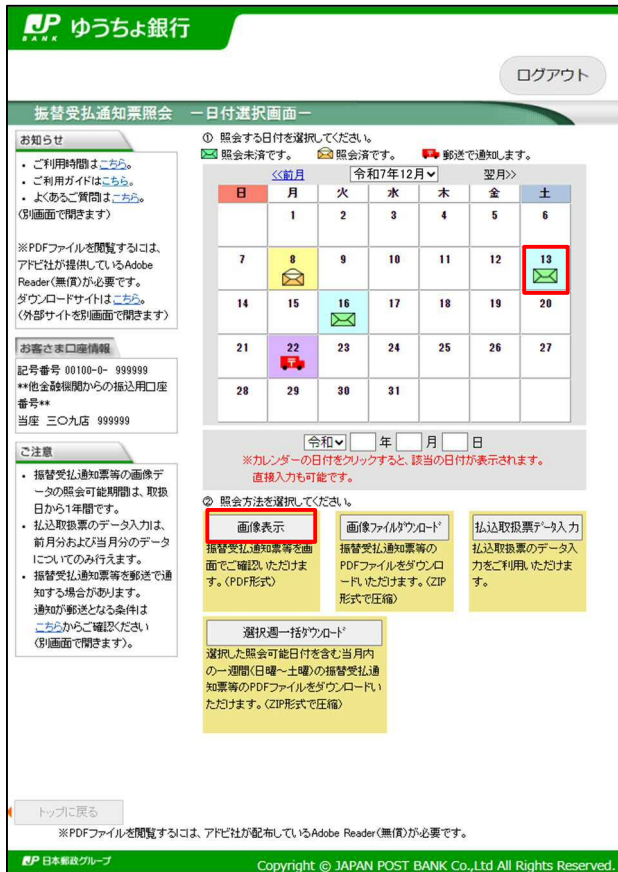 JP BANK ゆうちょ銀行
ログアウト
振替受払通知票照会 －日付選択画面－
お知らせ
・ ご利用時間はこちら。
・ ご利用ガイドはこちら。
・ よくあるご質問はこちら。
(別画面で開きます)
※PDFファイルを閲覧するには、
アドビ社が提供しているAdobe
Reader(無償)が必要です。
ダウンロードサイトはこちら。
(外部サイトを別画面で開きます)
お客さま口座情報
記号番号 00100-0- 999999
**他金融機関からの振込用口座
番号**
当座 三〇九店 999999
ご注意
・ 振替受払通知票等の画像デ
ータの照会可能期間は、取扱
日から1年間です。
・ 払込取扱票のデータ入力は、
前月分および当月分のデータ
についてのみ行えます。
・ 振替受払通知票等を郵送で通
知する場合があります。
通知が郵送となる条件は
こちらからご確認ください
(別画面で開きます)。
① 照会する日付を選択してください。
照会未済です。 照会済です。 郵送で通知します。
<<前月 令和7年12月 翌月>>
日 月 火 水 木 金 土
1 2 3 4 5 6
7 8 9 10 11 12 13
14 15 16 17 18 19 20
21 22 23 24 25 26 27
28 29 30 31
令和 年 月 日
※カレンダーの日付をクリックすると、該当の日付が表示されます。
直接入力も可能です。
② 照会方法を選択してください。
画像表示
振替受払通知票等を画
面でご確認いただけま
す。(PDF形式)
画像ファイルダウンロード
振替受払通知票等の
PDFファイルをダウンロ
ードいただけます。(ZIP
形式で圧縮)
払込取扱票データ入力
払込取扱票のデータ入
力をご利用いただけま
す。
選択週一括ダウンロード
選択した照会可能日付を含む当月内
の一週間(日曜～土曜)の振替受払通
知票等のPDFファイルをダウンロードい
ただけます。(ZIP形式で圧縮)
トップに戻る
※PDFファイルを閲覧するには、アドビ社が配布しているAdobe Reader(無償)が必要です。
JP 日本郵政グループ
Copyright © JAPAN POST BANK Co.,Ltd All Rights Reserved.